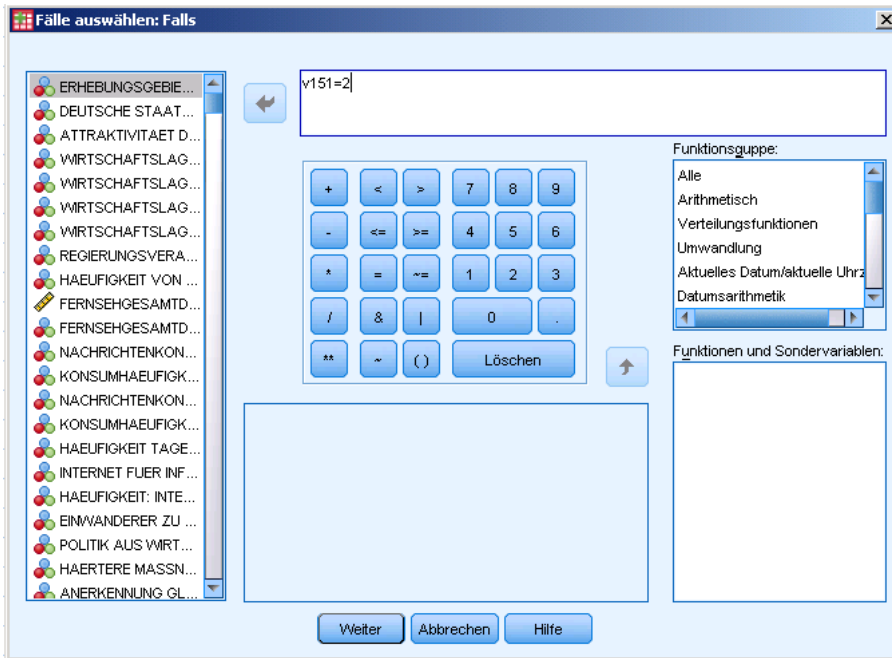 Fälle auswählen: Falls
ERHEBUNGSGEBIE...
DEUTSCHE STAAT...
ATTRAKTIVITAET D...
WIRTSCHAFTSLAG...
WIRTSCHAFTSLAG...
WIRTSCHAFTSLAG...
WIRTSCHAFTSLAG...
REGIERUNGSVERA...
HAEUFIGKEIT VON ...
FERNSEHGESAMTD...
FERNSEHGESAMTD...
NACHRICHTENKON...
KONSUMHAEUFIGK...
NACHRICHTENKON...
KONSUMHAEUFIGK...
HAEUFIGKEIT TAGE...
INTERNET FUER INF...
HAEUFIGKEIT: INTE...
EINWANDERER ZU ...
POLITIK AUS WIRT...
HAERTERE MASSN...
ANERKENNUNG GL...
v151=2
+ < > 7 8 9
- <= >= 4 5 6
* = ~= 1 2 3
/ & | 0 .
** ~ ( ) Löschen
Funktionsgruppe:
Alle
Arithmetisch
Verteilungsfunktionen
Umwandlung
Aktuelles Datum/aktuelle Uhrz
Datumsarithmetik
Funktionen und Sondervariablen:
Weiter Abbrechen Hilfe